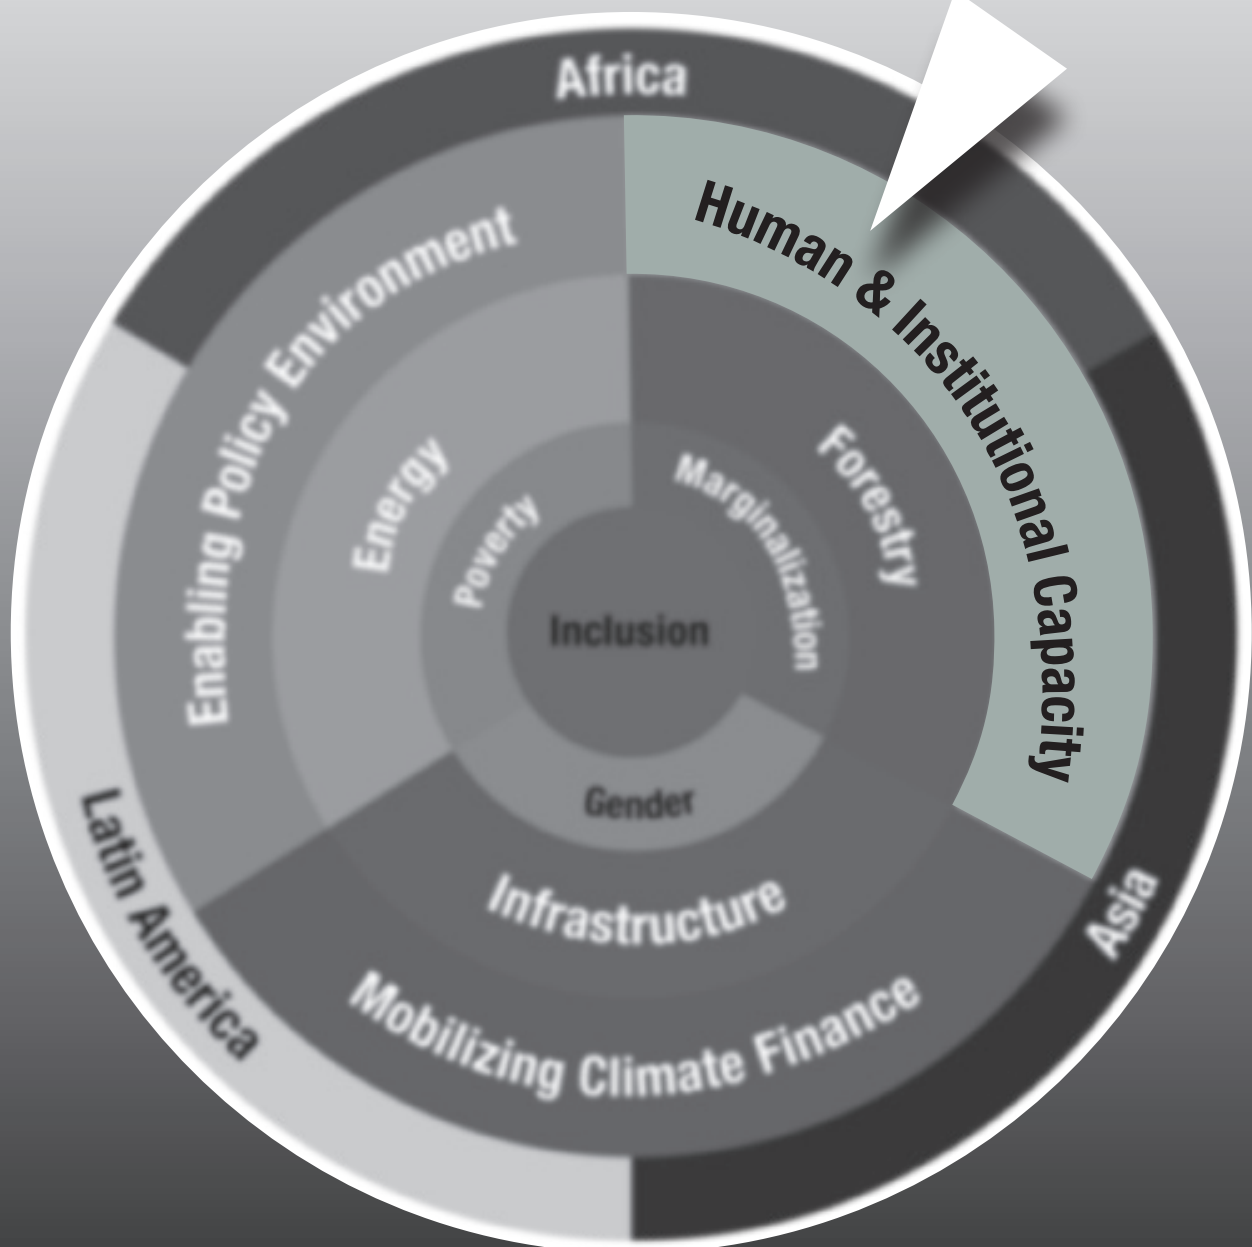 Africa
Human & Institutional Capacity
Enabling Policy Environment
Energy
Forestry
Marginalization
Poverty
Inclusion
Gender
Infrastructure
Mobilizing Climate Finance
Latin America
Asia